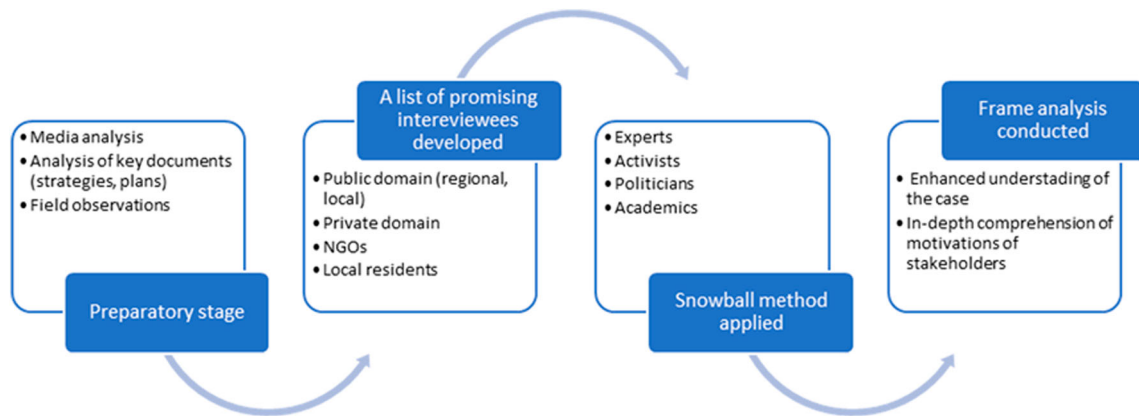 • Media analysis
• Analysis of key documents
(strategies, plans)
• Field observations
Preparatory stage
A list of promising
intereviewees
developed
• Public domain (regional,
local)
• Private domain
• NGOs
• Local residents
• Experts
• Activists
• Politicians
• Academics
Snowball method
applied
Frame analysis
conducted
• Enhanced understading of
the case
• In-depth comprehension of
motivations of
stakeholders